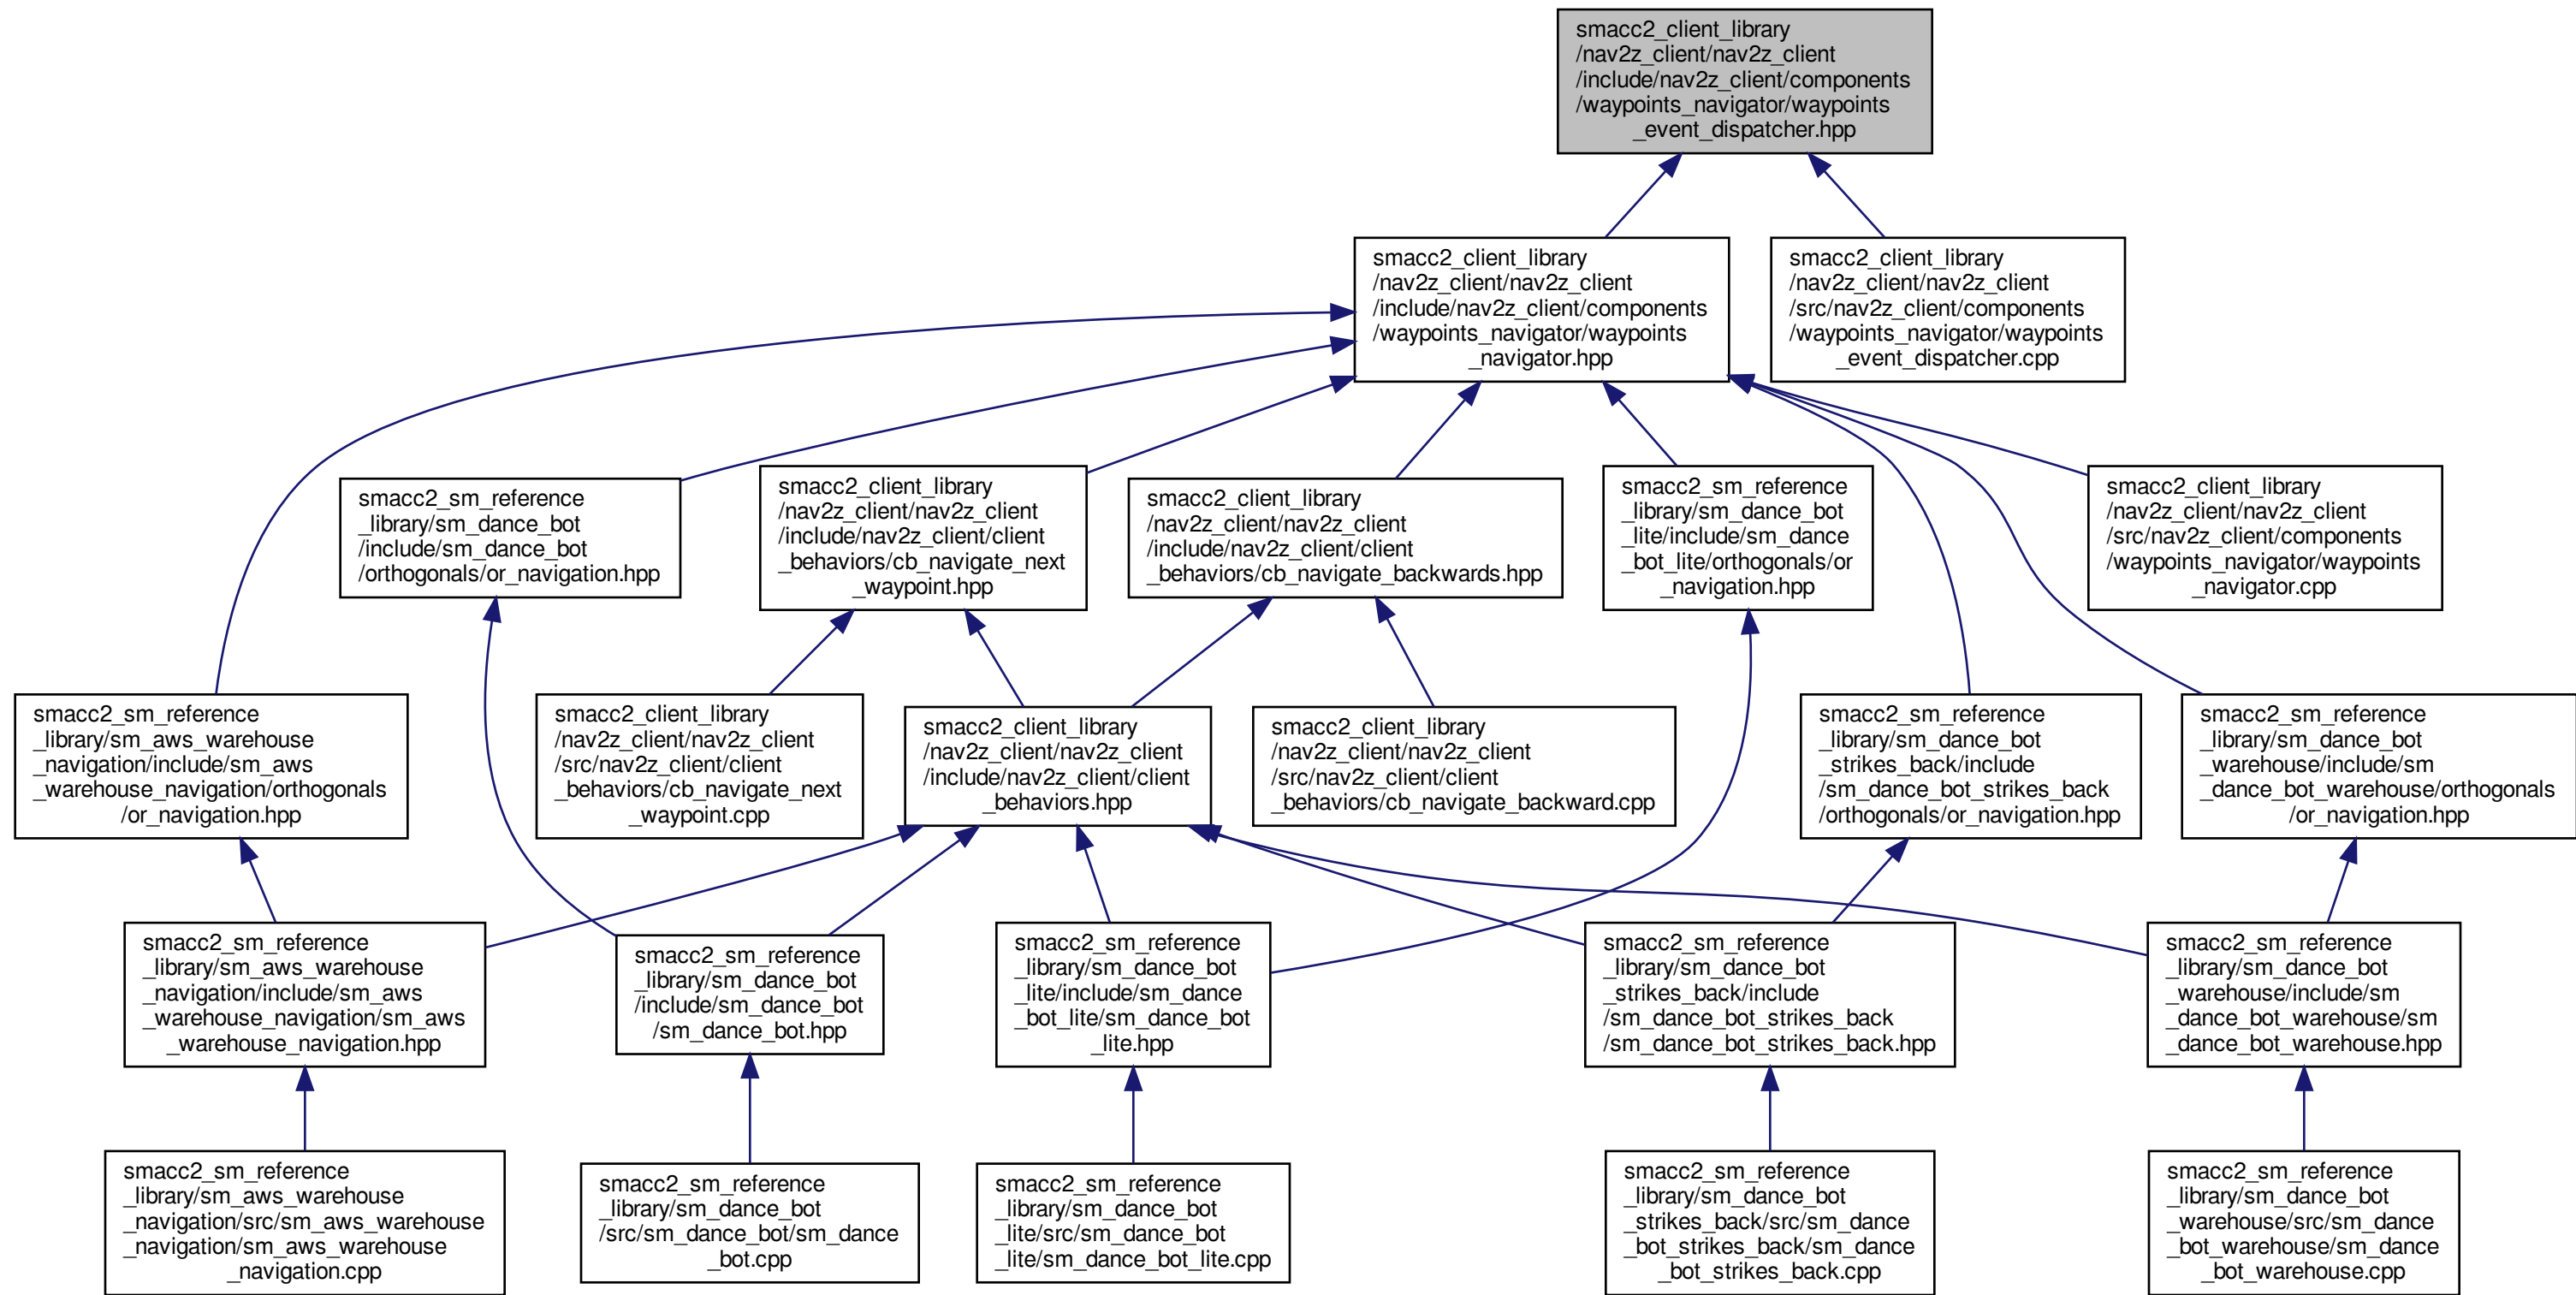 smacc2_client_library
/nav2z_client/nav2z_client
/include/nav2z_client/components
/waypoints_navigator/waypoints
_event_dispatcher.hpp
smacc2_client_library
/nav2z_client/nav2z_client
/include/nav2z_client/components
/waypoints_navigator/waypoints
_navigator.hpp
smacc2_client_library
/nav2z_client/nav2z_client
/src/nav2z_client/components
/waypoints_navigator/waypoints
_event_dispatcher.cpp
smacc2_sm_reference
_library/sm_dance_bot
/include/sm_dance_bot
/orthogonals/or_navigation.hpp
smacc2_client_library
/nav2z_client/nav2z_client
/include/nav2z_client/client
_behaviors/cb_navigate_next
_waypoint.hpp
smacc2_client_library
/nav2z_client/nav2z_client
/include/nav2z_client/client
_behaviors/cb_navigate_backwards.hpp
smacc2_sm_reference
_library/sm_dance_bot
_lite/include/sm_dance
_bot_lite/orthogonals/or
_navigation.hpp
smacc2_client_library
/nav2z_client/nav2z_client
/src/nav2z_client/components
/waypoints_navigator/waypoints
_navigator.cpp
smacc2_sm_reference
_library/sm_aws_warehouse
_navigation/include/sm_aws
_warehouse_navigation/orthogonals
/or_navigation.hpp
smacc2_client_library
/nav2z_client/nav2z_client
/src/nav2z_client/client
_behaviors/cb_navigate_next
_waypoint.cpp
smacc2_client_library
/nav2z_client/nav2z_client
/include/nav2z_client/client
_behaviors.hpp
smacc2_client_library
/nav2z_client/nav2z_client
/src/nav2z_client/client
_behaviors/cb_navigate_backward.cpp
smacc2_sm_reference
_library/sm_dance_bot
_strikes_back/include
/sm_dance_bot_strikes_back
/orthogonals/or_navigation.hpp
smacc2_sm_reference
_library/sm_dance_bot
_warehouse/include/sm
_dance_bot_warehouse/orthogonals
/or_navigation.hpp
smacc2_sm_reference
_library/sm_aws_warehouse
_navigation/include/sm_aws
_warehouse_navigation/sm_aws
_warehouse_navigation.hpp
smacc2_sm_reference
_library/sm_dance_bot
/include/sm_dance_bot
/sm_dance_bot.hpp
smacc2_sm_reference
_library/sm_dance_bot
_lite/include/sm_dance
_bot_lite/sm_dance_bot
_lite.hpp
smacc2_sm_reference
_library/sm_dance_bot
_strikes_back/include
/sm_dance_bot_strikes_back
/sm_dance_bot_strikes_back.hpp
smacc2_sm_reference
_library/sm_dance_bot
_warehouse/include/sm
_dance_bot_warehouse/sm
_dance_bot_warehouse.hpp
smacc2_sm_reference
_library/sm_aws_warehouse
_navigation/src/sm_aws_warehouse
_navigation/sm_aws_warehouse
_navigation.cpp
smacc2_sm_reference
_library/sm_dance_bot
/src/sm_dance_bot/sm_dance
_bot.cpp
smacc2_sm_reference
_library/sm_dance_bot
_lite/src/sm_dance_bot
_lite/sm_dance_bot_lite.cpp
smacc2_sm_reference
_library/sm_dance_bot
_strikes_back/src/sm_dance
_bot_strikes_back/sm_dance
_bot_strikes_back.cpp
smacc2_sm_reference
_library/sm_dance_bot
_warehouse/src/sm_dance
_bot_warehouse/sm_dance
_bot_warehouse.cpp